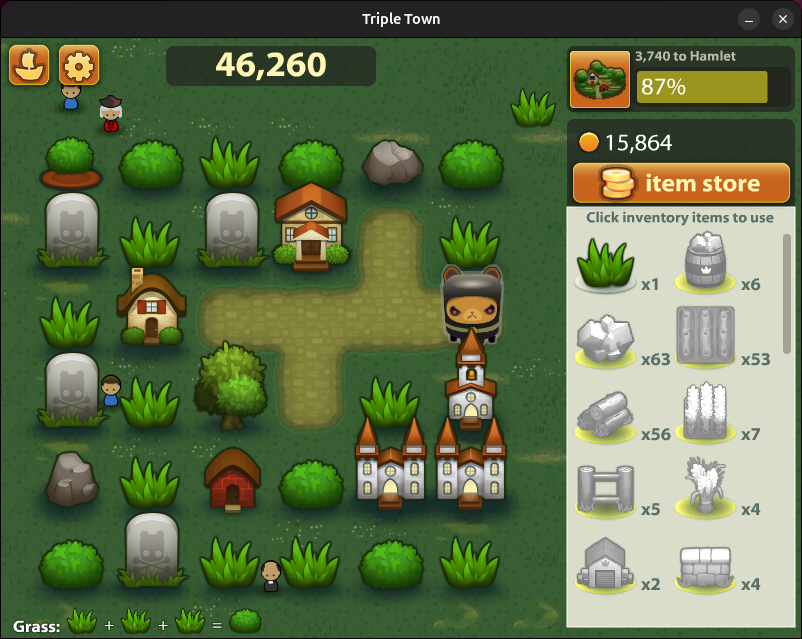 Triple Town
46,260
3,740 to Hamlet
87%
15,864
item store
Click inventory items to use
x1
x6
x63
x53
x56
x7
x5
x4
x2
x4
Grass: + + =